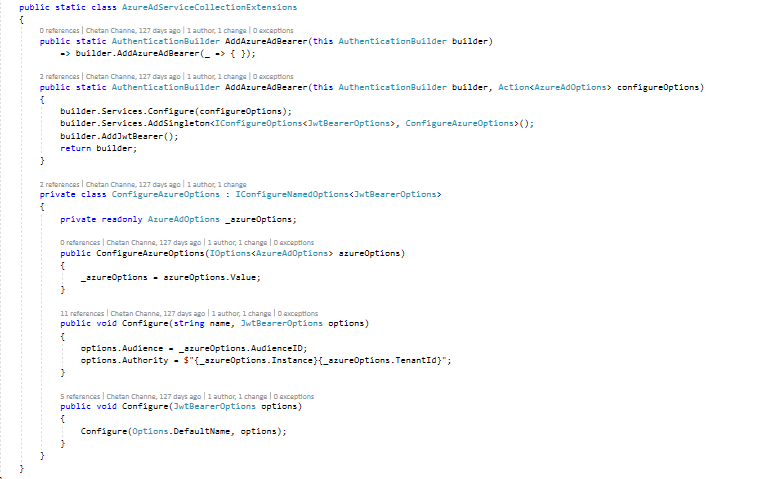 public static class AzureAdServiceCollectionExtensions
{
0 references | Chetan Channe, 127 days ago | 1 author, 1 change | 0 exceptions
public static AuthenticationBuilder AddAzureAdBearer(this AuthenticationBuilder builder)
=> builder.AddAzureAdBearer(_ => { });
2 references | Chetan Channe, 127 days ago | 1 author, 1 change | 0 exceptions
public static AuthenticationBuilder AddAzureAdBearer(this AuthenticationBuilder builder, Action<AzureAdOptions> configureOptions)
{
builder.Services.Configure(configureOptions);
builder.Services.AddSingleton<IConfigureOptions<JwtBearerOptions>, ConfigureAzureOptions>();
builder.AddJwtBearer();
return builder;
}
2 references | Chetan Channe, 127 days ago | 1 author, 1 change
private class ConfigureAzureOptions : IConfigureNamedOptions<JwtBearerOptions>
{
private readonly AzureAdOptions _azureOptions;
0 references | Chetan Channe, 127 days ago | 1 author, 1 change | 0 exceptions
public ConfigureAzureOptions(IOptions<AzureAdOptions> azureOptions)
{
_azureOptions = azureOptions.Value;
}
11 references | Chetan Channe, 127 days ago | 1 author, 1 change | 0 exceptions
public void Configure(string name, JwtBearerOptions options)
{
options.Audience = _azureOptions.AudienceID;
options.Authority = $"{_azureOptions.Instance}{_azureOptions.TenantId}";
}
5 references | Chetan Channe, 127 days ago | 1 author, 1 change | 0 exceptions
public void Configure(JwtBearerOptions options)
{
Configure(Options.DefaultName, options);
}
}
}